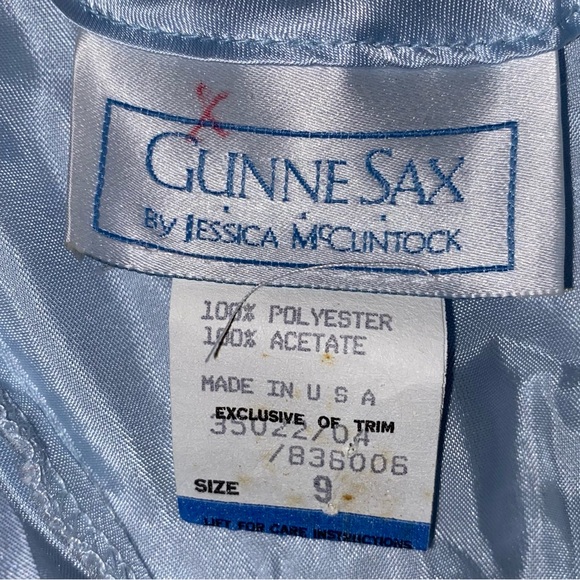 X
GUNNE SAX
BY JESSICA McCLINTOCK
100% POLYESTER
100% ACETATE
MADE IN U S A
EXCLUSIVE OF TRIM
35022/0A
/836006
SIZE 9
LIFT FOR CARE INSTRUCTIONS